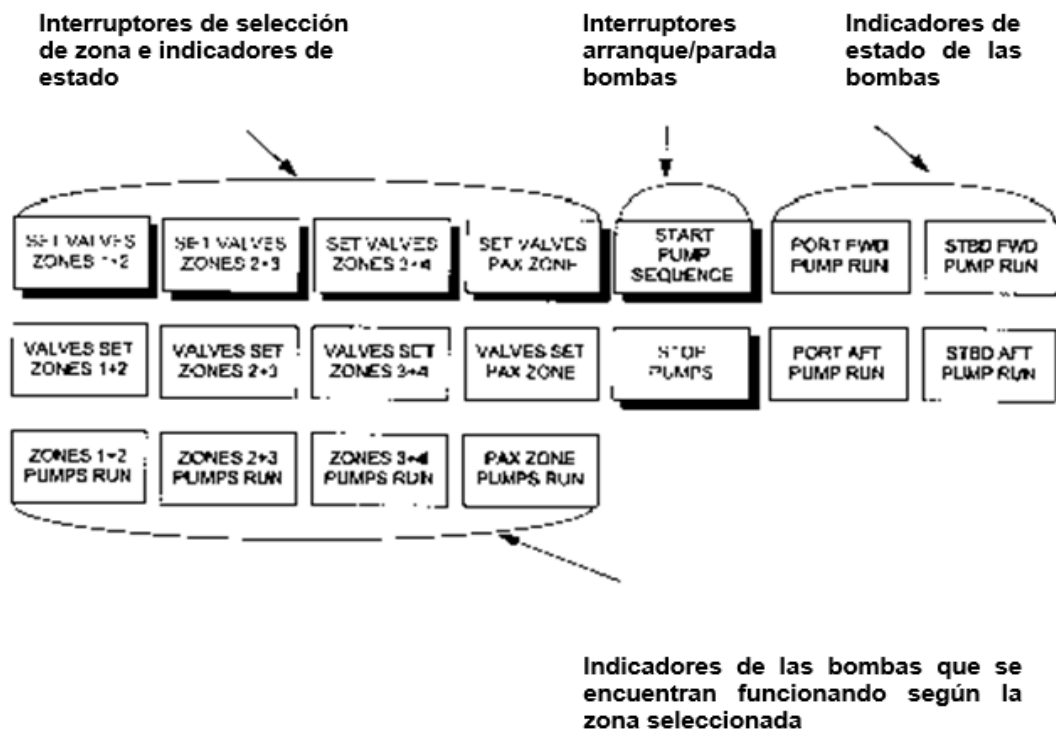 Interruptores de selección
de zona e indicadores de
estado
Interruptores
arranque/parada
bombas
Indicadores de
estado de las
bombas
SET VALVES
ZONES 1+2
SET VALVES
ZONES 2+3
SET VALVES
ZONES 3+4
SET VALVES
PAX ZONE
START
PUMP
SEQUENCE
PORT FWD
PUMP RUN
STBD FWD
PUMP RUN
VALVES SET
ZONES 1+2
VALVES SET
ZONES 2+3
VALVES SET
ZONES 3+4
VALVES SET
PAX ZONE
STOP
PUMPS
PORT AFT
PUMP RUN
STBD AFT
PUMP RUN
ZONES 1+2
PUMPS RUN
ZONES 2+3
PUMPS RUN
ZONES 3+4
PUMPS RUN
PAX ZONE
PUMPS RUN
Indicadores de las bombas que se
encuentran funcionando según la
zona seleccionada